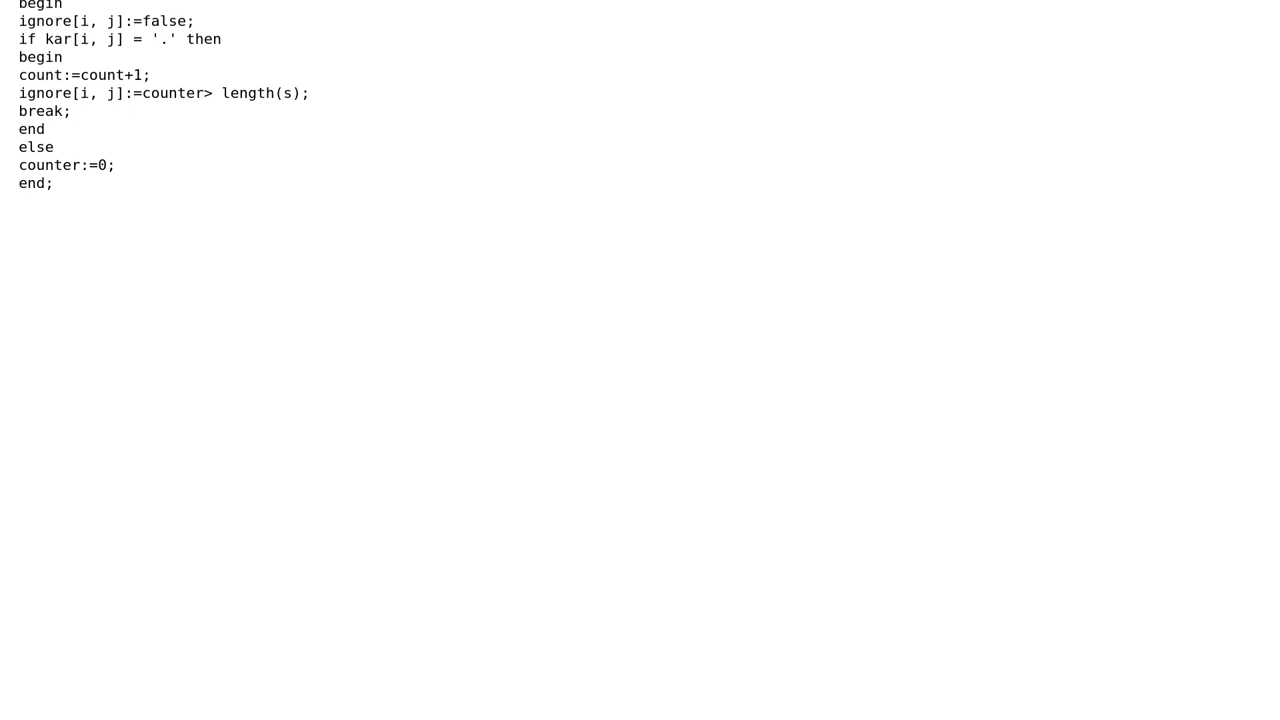 begin
ignore[i, j]:=false;
if kar[i, j] = '.' then
begin
count:=count+1;
ignore[i, j]:=counter> length(s);
break;
end
else
counter:=0;
end;